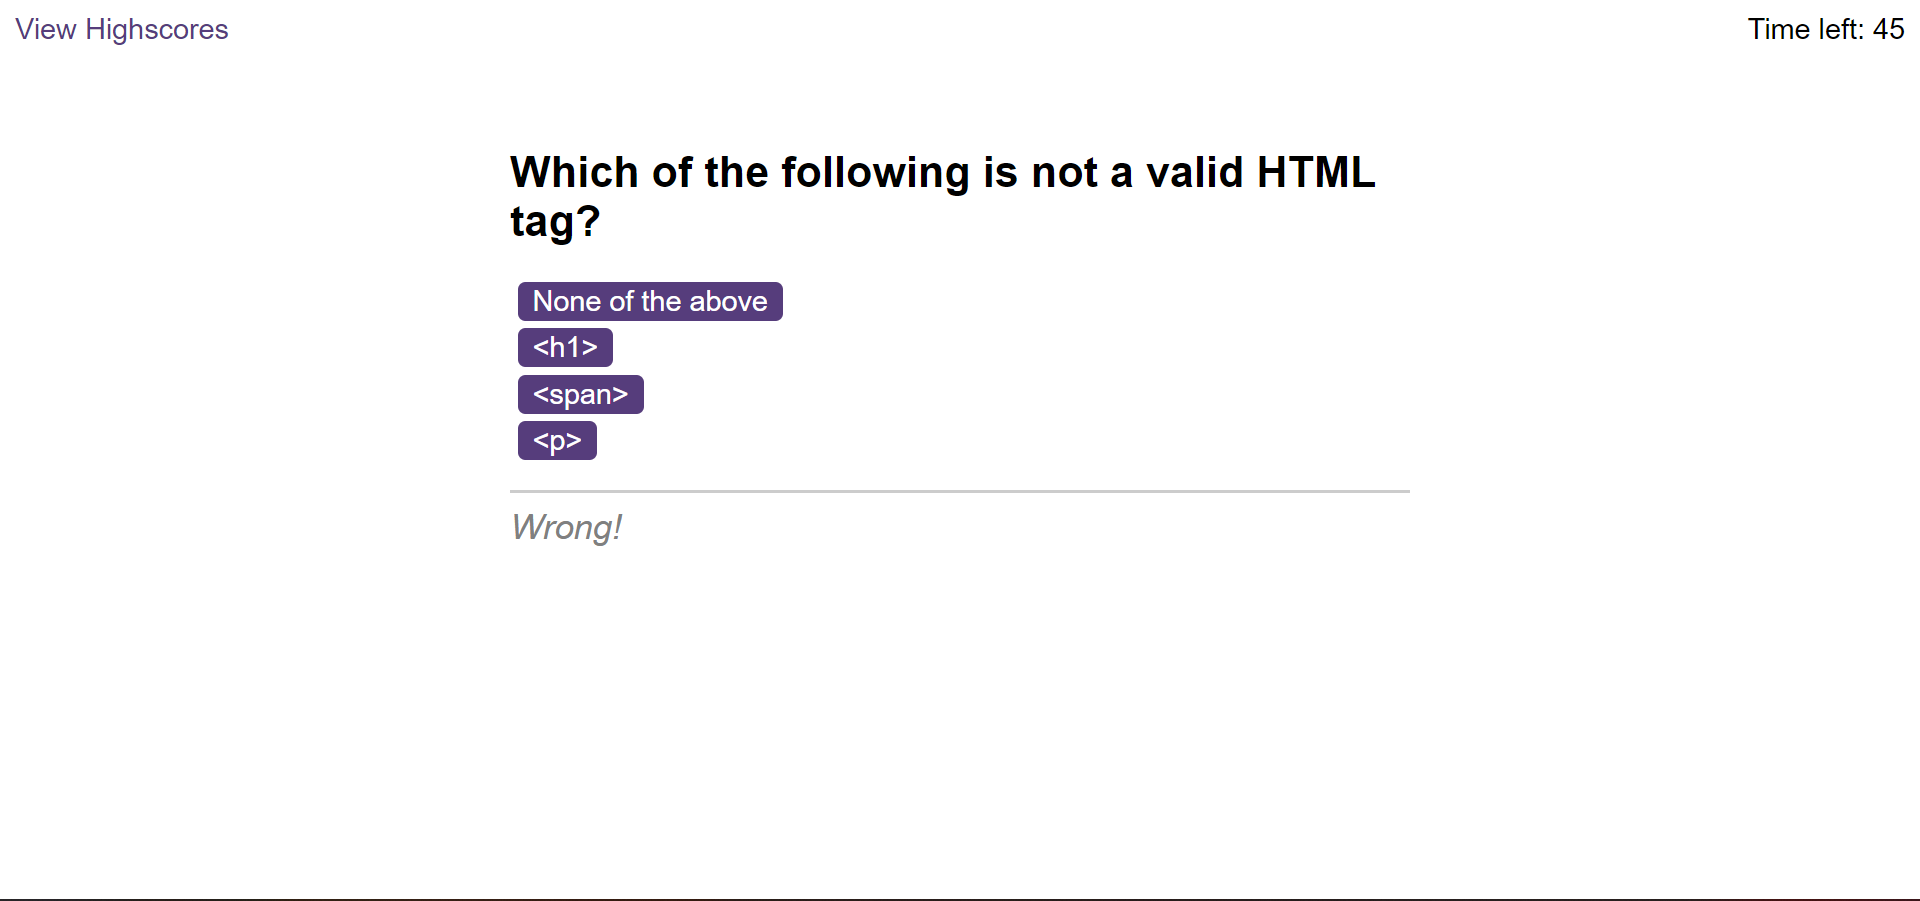 View Highscores
Time left: 45
Which of the following is not a valid HTML
tag?
None of the above
<h1>
<span>
<p>
Wrong!